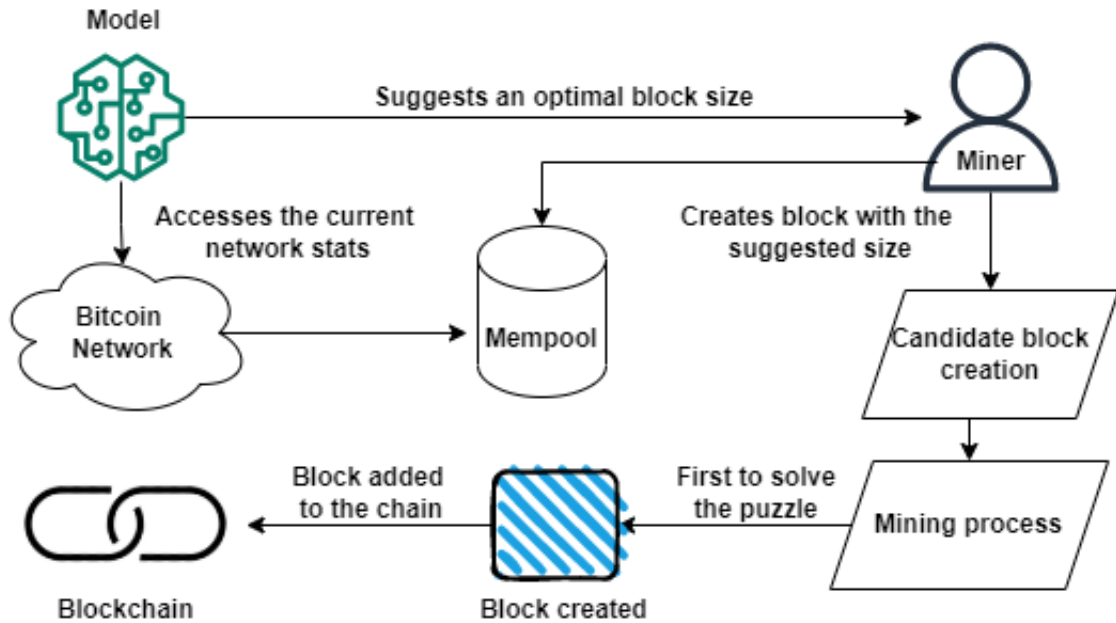 Model
Suggests an optimal block size
Miner
Accesses the current
network stats
Creates block with the
suggested size
Bitcoin
Network
Mempool
Candidate block
creation
Mining process
First to solve
the puzzle
Block added
to the chain
Block created
Blockchain